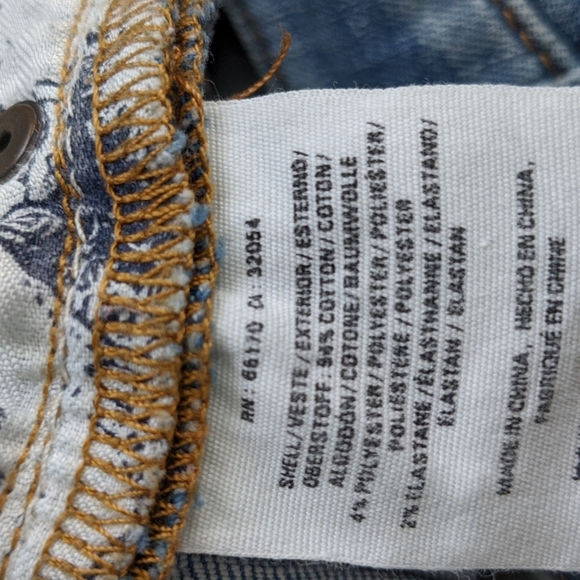 RN: 66170 CA: 32054
SHELL/VESTE/EXTERIOR/ESTERNO/
OBERSTOFF: 94% COTTON/COTON/
ALGODÓN/COTONE/BAUMWOLLE
4% POLYESTER/POLYESTER/POLIESTER/
POLIESTERE/POLYESTER
2% ELASTANE/ÉLASTHANNE/ELASTANO/
ELASTAN/ELASTAN
MADE IN CHINA, HECHO EN CHINA,
FABRIQUÉ EN CHINE